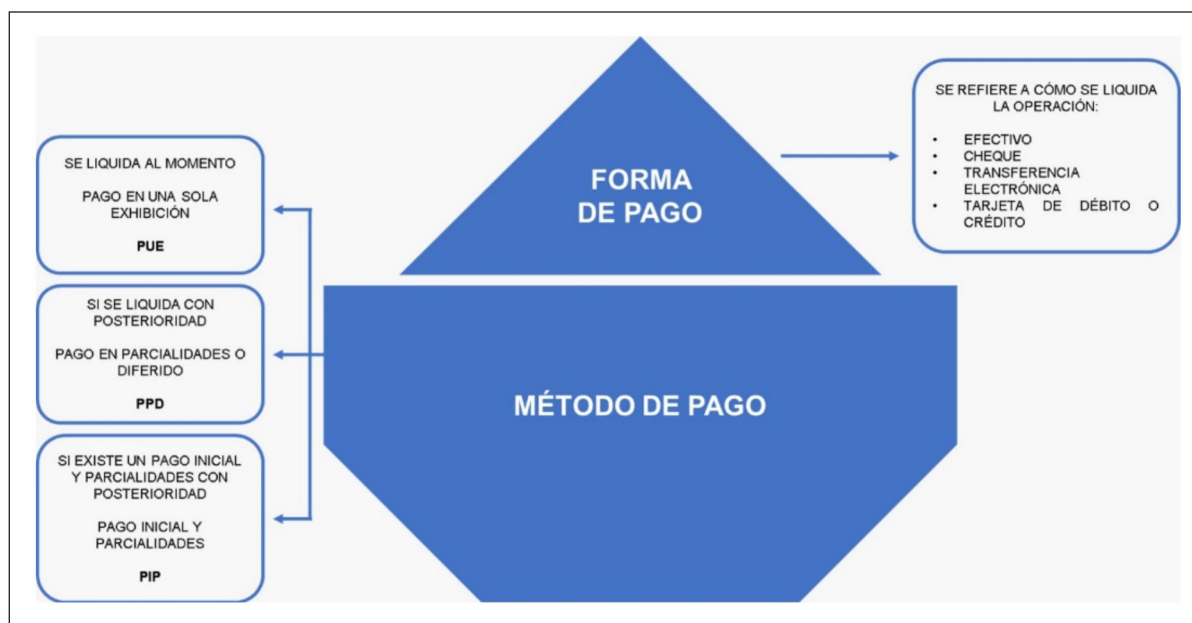 SE LIQUIDA AL MOMENTO
PAGO EN UNA SOLA
EXHIBICIÓN
PUE
SI SE LIQUIDA CON
POSTERIORIDAD
PAGO EN PARCIALIDADES O
DIFERIDO
PPD
SI EXISTE UN PAGO INICIAL
Y PARCIALIDADES CON
POSTERIORIDAD
PAGO INICIAL Y
PARCIALIDADES
PIP
FORMA
DE PAGO
MÉTODO DE PAGO
SE REFIERE A CÓMO SE LIQUIDA
LA OPERACIÓN:
• EFECTIVO
• CHEQUE
• TRANSFERENCIA
ELECTRÓNICA
• TARJETA DE DÉBITO O
CRÉDITO